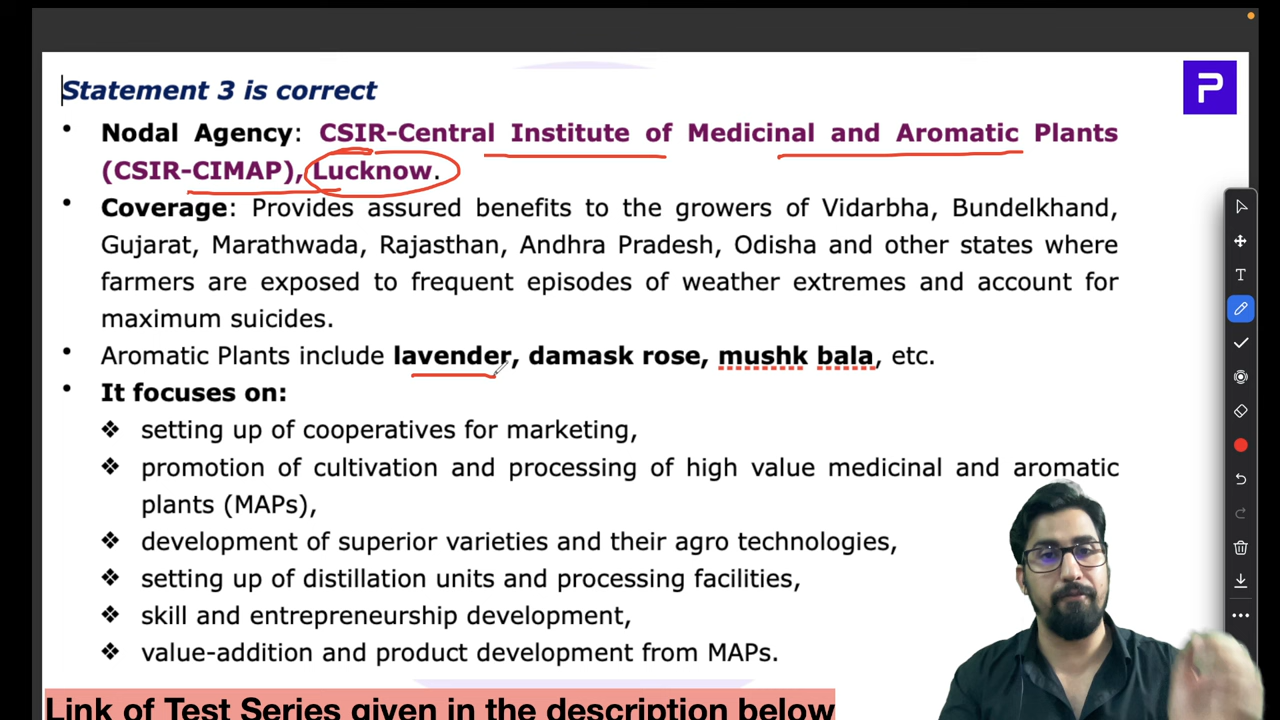 Statement 3 is correct
• Nodal Agency: CSIR-Central Institute of Medicinal and Aromatic Plants
(CSIR-CIMAP), Lucknow.
• Coverage: Provides assured benefits to the growers of Vidarbha, Bundelkhand,
Gujarat, Marathwada, Rajasthan, Andhra Pradesh, Odisha and other states where
farmers are exposed to frequent episodes of weather extremes and account for
maximum suicides.
• Aromatic Plants include lavender, damask rose, mushk bala, etc.
• It focuses on:
❖ setting up of cooperatives for marketing,
❖ promotion of cultivation and processing of high value medicinal and aromatic
plants (MAPs),
❖ development of superior varieties and their agro technologies,
❖ setting up of distillation units and processing facilities,
❖ skill and entrepreneurship development,
❖ value-addition and product development from MAPs.
Link of Test Series given in the description below
P
T